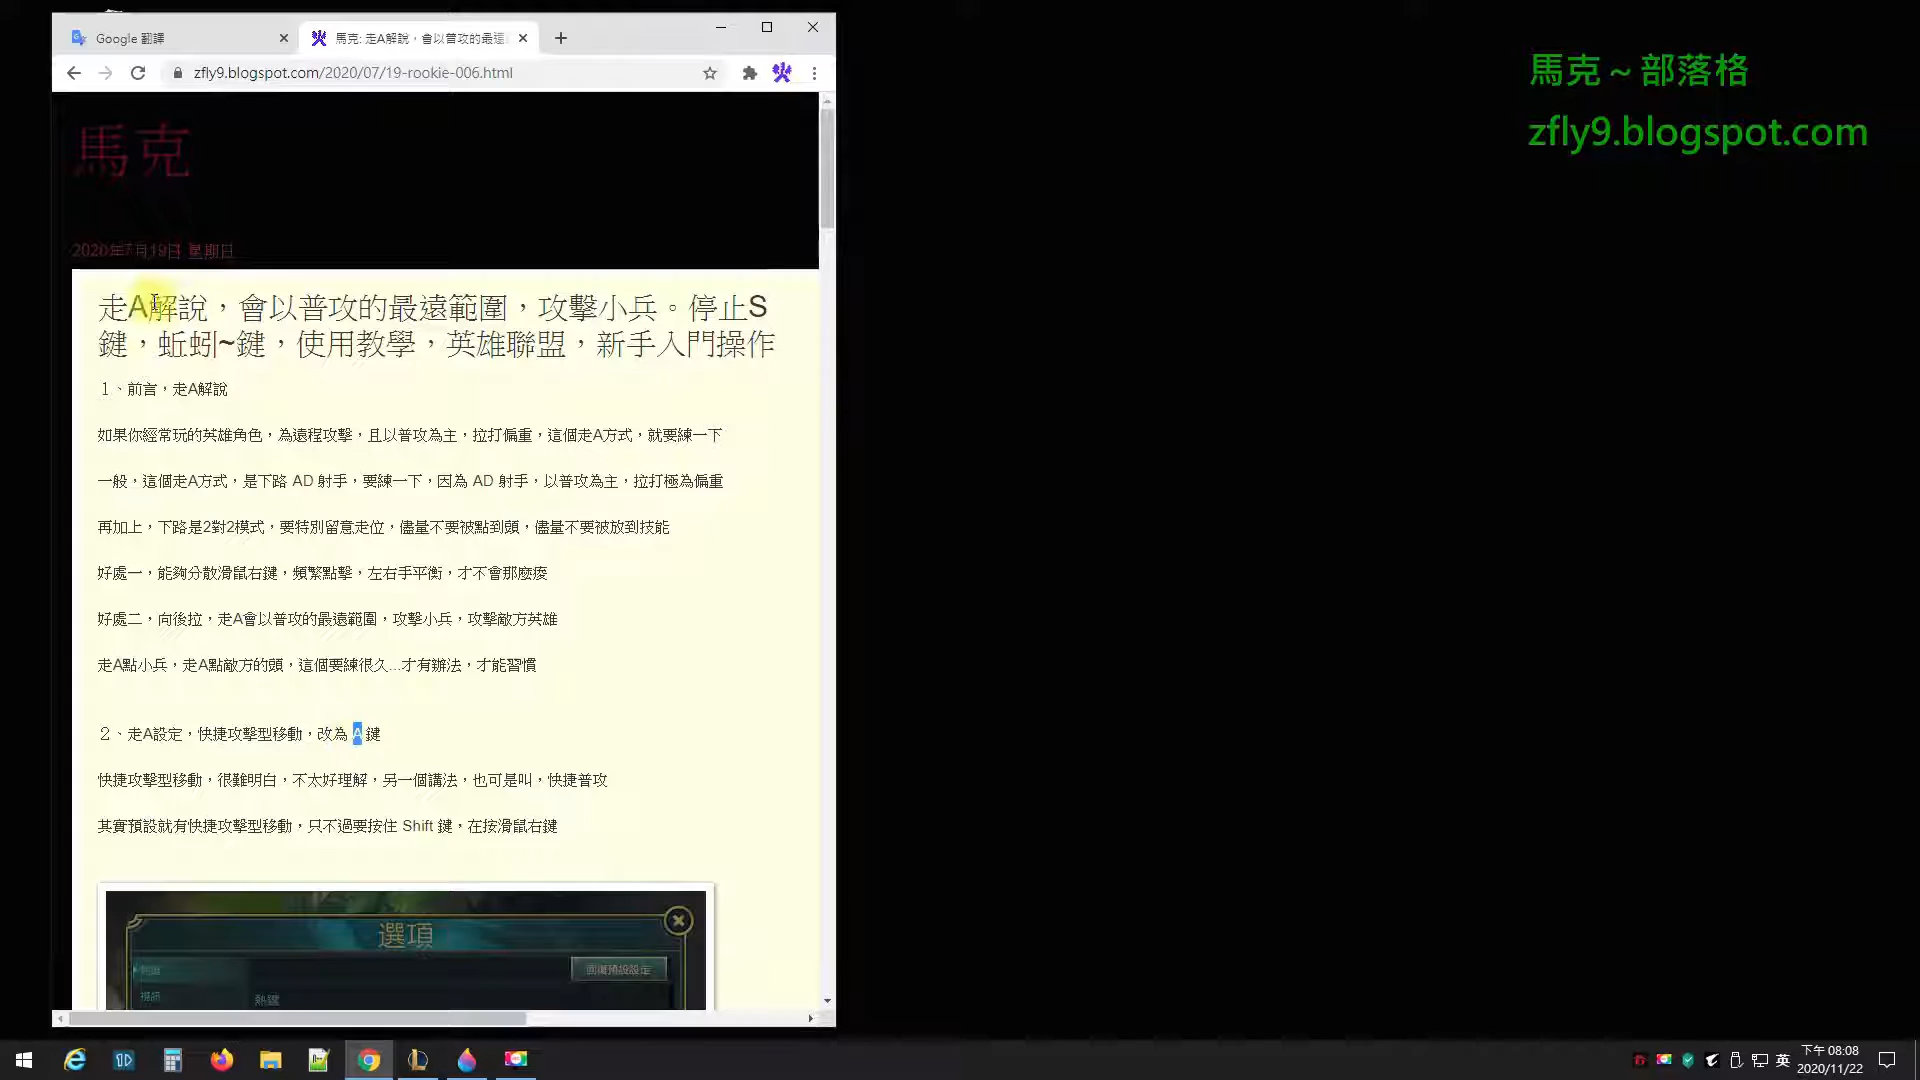 Google 翻譯
馬克: 走A解說，會以普攻的最遠
zfly9.blogspot.com/2020/07/19-rookie-006.html
馬克～部落格
zfly9.blogspot.com
馬克
2020年7月19日 星期日
走A解說，會以普攻的最遠範圍，攻擊小兵。停止S
鍵，蚯蚓~鍵，使用教學，英雄聯盟，新手入門操作
１、前言，走A解說
如果你經常玩的英雄角色，為遠程攻擊，且以普攻為主，拉打偏重，這個走A方式，就要練一下
一般，這個走A方式，是下路 AD 射手，要練一下，因為 AD 射手，以普攻為主，拉打極為偏重
再加上，下路是2對2模式，要特別留意走位，儘量不要被點到頭，儘量不要被放到技能
好處一，能夠分散滑鼠右鍵，頻繁點擊，左右手平衡，才不會那麼痠
好處二，向後拉，走A會以普攻的最遠範圍，攻擊小兵，攻擊敵方英雄
走A點小兵，走A點敵方的頭，這個要練很久...才有辦法，才能習慣
２、走A設定，快捷攻擊型移動，改為 A 鍵
快捷攻擊型移動，很難明白，不太好理解，另一個講法，也可是叫，快捷普攻
其實預設就有快捷攻擊型移動，只不過要按住 Shift 鍵，在按滑鼠右鍵
選項
回復預設設定
視訊
熱鍵
英
下午 08:08
2020/11/22